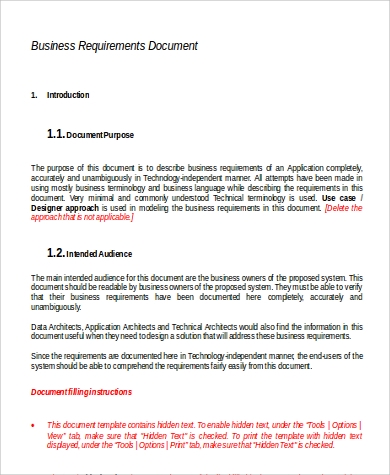 Business Requirements Document
1. Introduction
1.1. Document Purpose
The purpose of this document is to describe business requirements of an Application completely,
accurately and unambiguously in Technology-independent manner. All attempts have been made in
using mostly business terminology and business language while describing the requirements in this
document. Very minimal and commonly understood Technical terminology is used. Use case /
Designer approach is used in modeling the business requirements in this document. [Delete the
approach that is not applicable.]
1.2. Intended Audience
The main intended audience for this document are the business owners of the proposed system. This
document should be readable by business owners of the proposed system. They must be able to verify
that their business requirements have been documented here completely, accurately and
unambiguously.
Data Architects, Application Architects and Technical Architects would also find the information in this
document useful when they need to design a solution that will address these business requirements.
Since the requirements are documented here in Technology-independent manner, the end-users of the
system should be able to comprehend the requirements fairly easily from this document.
Document filling instructions
• This document template contains hidden text. To enable hidden text, under the "Tools | Options |
View" tab, make sure that "Hidden Text" is checked. To print the template with hidden text
displayed, under the "Tools | Options | Print" tab, make sure that "Hidden Text" is checked.